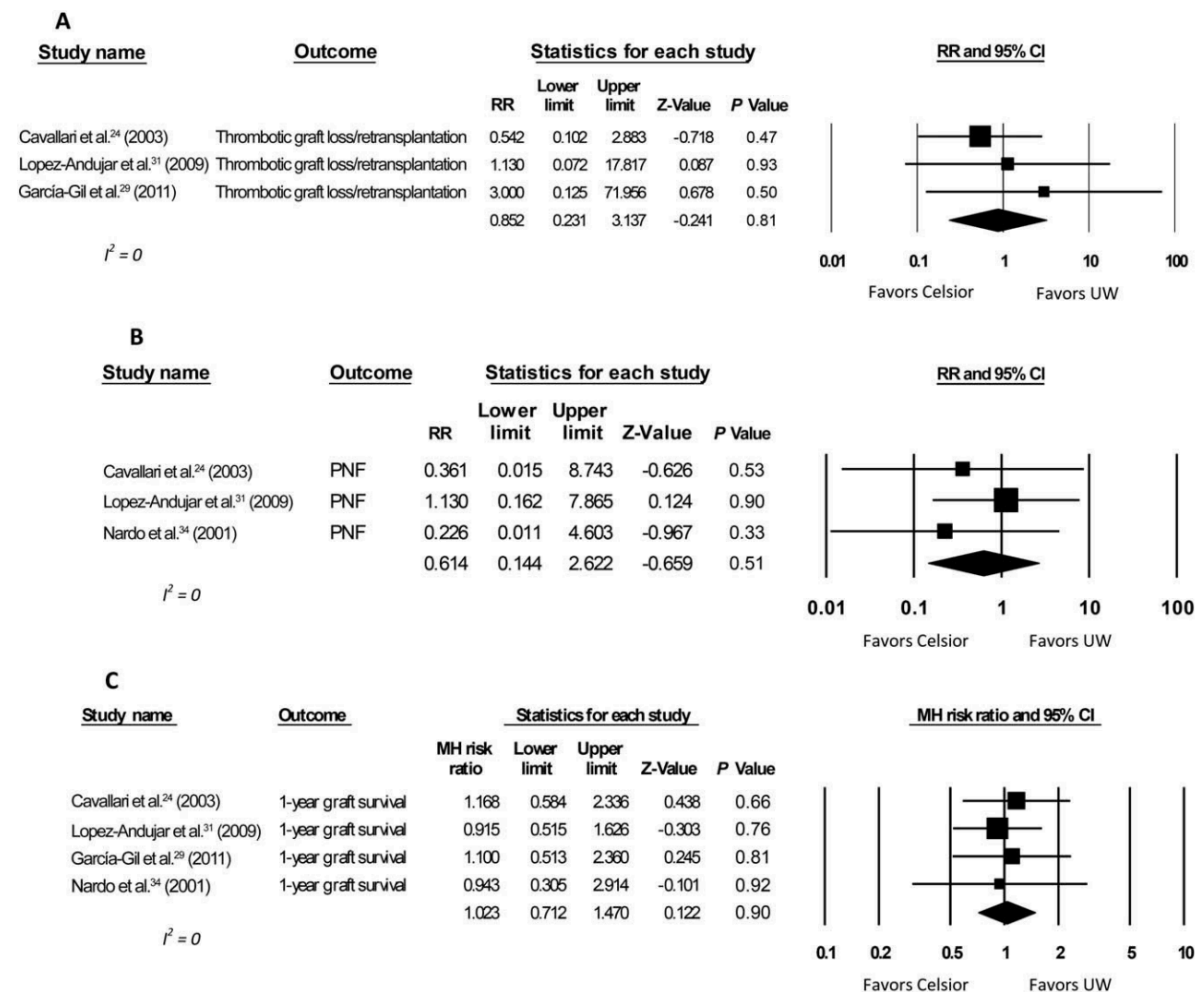 A
Study name Outcome Statistics for each study RR and 95% CI
RR Lower limit Upper limit Z-Value P Value
Cavallari et al.²⁴ (2003) Thrombotic graft loss/retransplantation 0.542 0.102 2.883 -0.718 0.47
Lopez-Andujar et al.³¹ (2009) Thrombotic graft loss/retransplantation 1.130 0.072 17.817 0.087 0.93
García-Gil et al.²⁹ (2011) Thrombotic graft loss/retransplantation 3.000 0.125 71.956 0.678 0.50
0.852 0.231 3.137 -0.241 0.81
I² = 0
0.01 0.1 1 10 100
Favors Celsior Favors UW
B
Study name Outcome Statistics for each study RR and 95% CI
RR Lower limit Upper limit Z-Value P Value
Cavallari et al.²⁴ (2003) PNF 0.361 0.015 8.743 -0.626 0.53
Lopez-Andujar et al.³¹ (2009) PNF 1.130 0.162 7.865 0.124 0.90
Nardo et al.³⁴ (2001) PNF 0.226 0.011 4.603 -0.967 0.33
0.614 0.144 2.622 -0.659 0.51
I² = 0
0.01 0.1 1 10 100
Favors Celsior Favors UW
C
Study name Outcome Statistics for each study MH risk ratio and 95% CI
MH risk ratio Lower limit Upper limit Z-Value P Value
Cavallari et al.²⁴ (2003) 1-year graft survival 1.168 0.584 2.336 0.438 0.66
Lopez-Andujar et al.³¹ (2009) 1-year graft survival 0.915 0.515 1.626 -0.303 0.76
García-Gil et al.²⁹ (2011) 1-year graft survival 1.100 0.513 2.360 0.245 0.81
Nardo et al.³⁴ (2001) 1-year graft survival 0.943 0.305 2.914 -0.101 0.92
1.023 0.712 1.470 0.122 0.90
I² = 0
0.1 0.2 0.5 1 2 5 10
Favors Celsior Favors UW